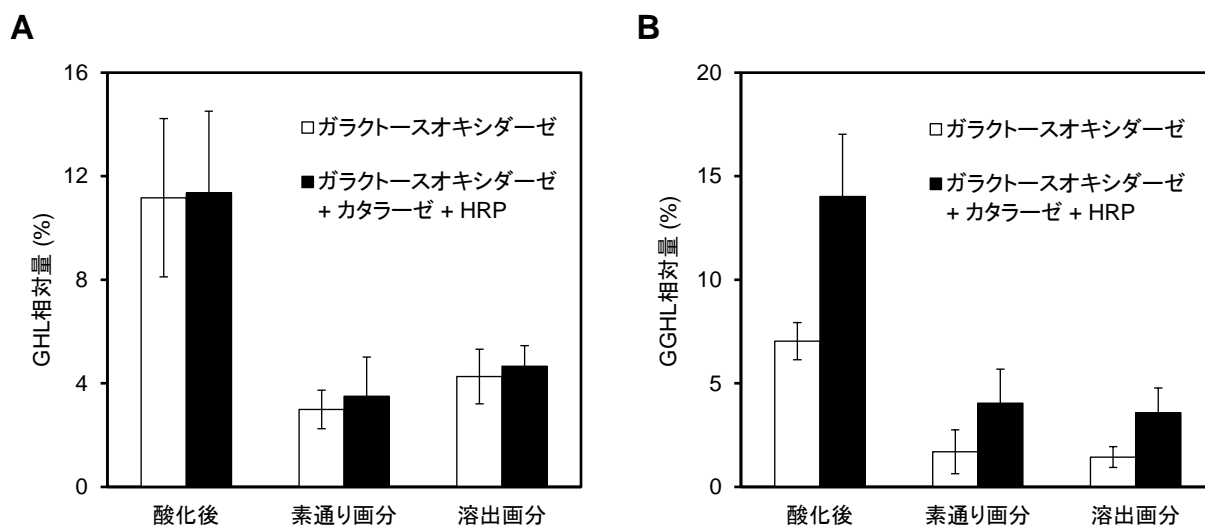 A
GHL相対量 (%)
16
12
8
4
0
□ガラクトースオキシダーゼ
■ガラクトースオキシダーゼ
+ カタラーゼ + HRP
酸化後
素通り画分
溶出画分
B
GGHL相対量 (%)
20
15
10
5
0
□ガラクトースオキシダーゼ
■ガラクトースオキシダーゼ
+ カタラーゼ + HRP
酸化後
素通り画分
溶出画分